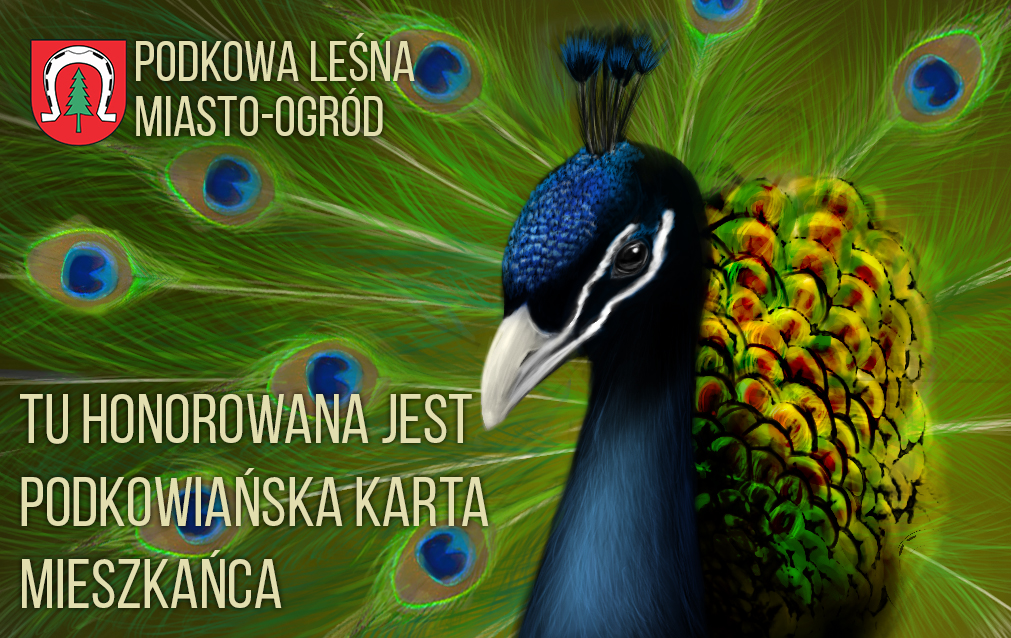 PODKOWA LEŚNA
MIASTO-OGRÓD
TU HONOROWANA JEST
PODKOWIAŃSKA KARTA
MIESZKAŃCA